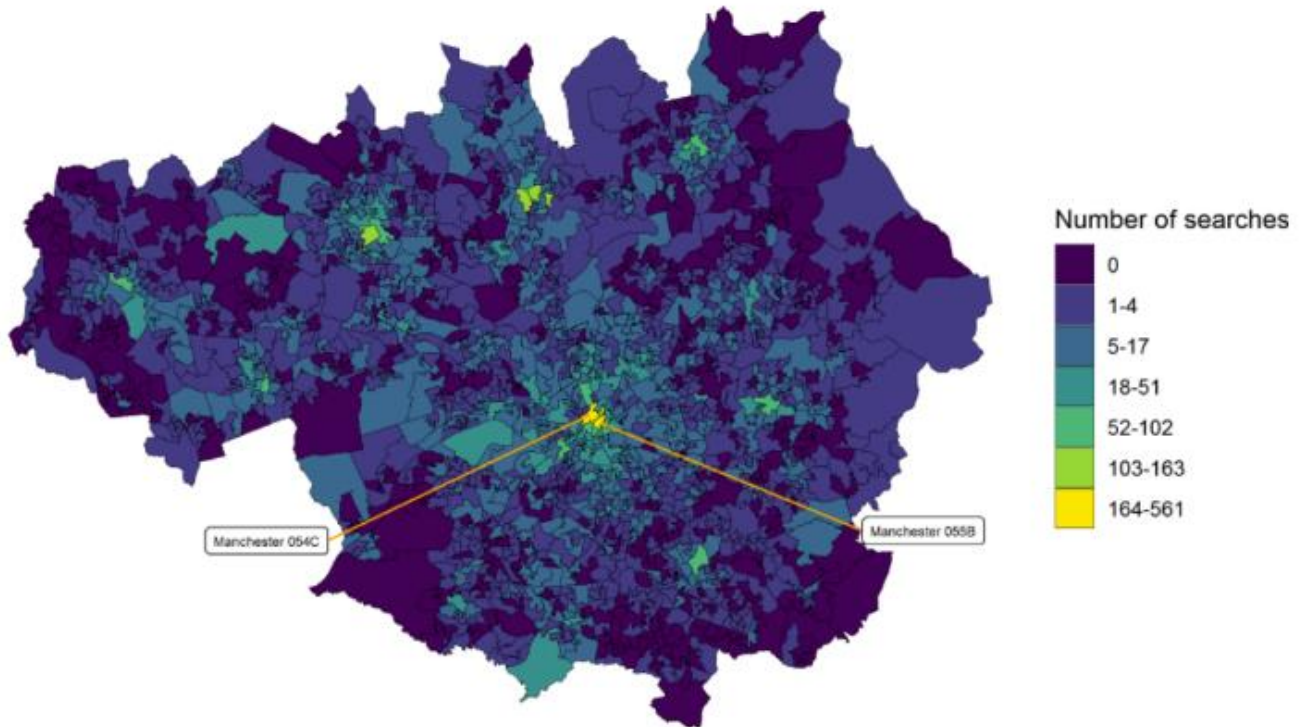 Number of searches
0
1-4
5-17
18-51
52-102
103-163
164-561
Manchester 054C
Manchester 055B